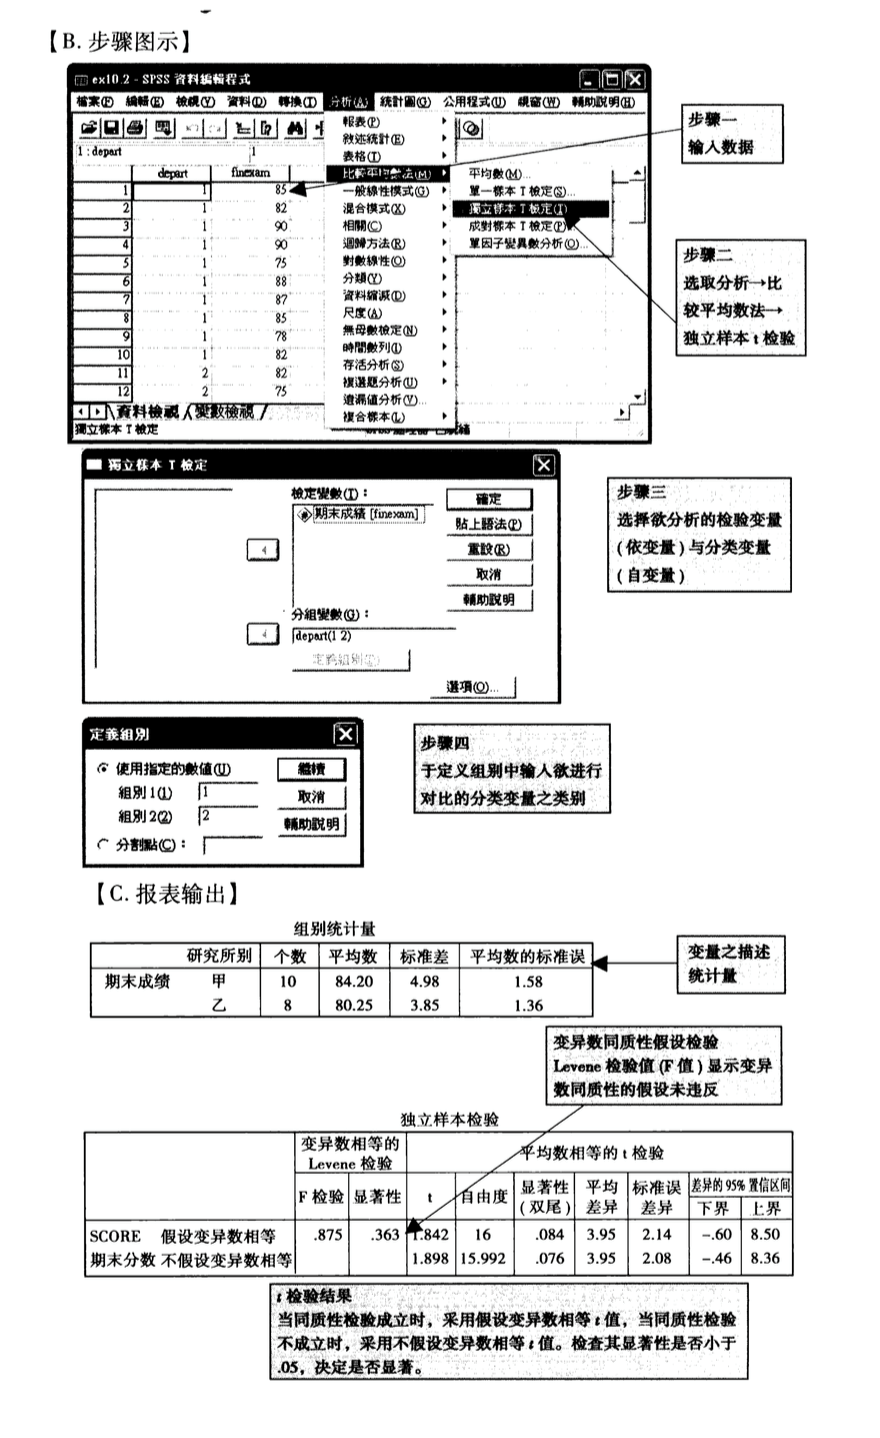 【B. 步骤图示】
ex10.2 - SPSS 資料編輯程式
檔案(F) 編輯(E) 檢視(V) 資料(D) 轉換(T) 分析(A) 統計圖(G) 公用程式(U) 視窗(W) 輔助說明(H)
1 : depart 1
depart finexam
1 1 85
2 1 82
3 1 90
4 1 90
5 1 75
6 1 88
7 1 87
8 1 85
9 1 78
10 1 82
11 2 82
12 2 75
報表(P)
敘述統計(E)
表格(T)
比較平均數法(M)
一般線性模式(G)
混合模式(X)
相關(C)
迴歸方法(R)
對數線性(O)
分類(Y)
資料縮減(D)
尺度(A)
無母數檢定(N)
時間數列(I)
存活分析(S)
複選題分析(U)
遺漏值分析(V)...
複合樣本(L)
平均數(M)...
單一樣本 T 檢定(S)...
獨立樣本 T 檢定(T)
成對樣本 T 檢定(P)...
單因子變異數分析(O)...
資料檢視 變數檢視
獨立樣本 T 檢定
步骤一
输入数据
步骤二
选取分析→比
较平均数法→
独立样本 t 检验
獨立樣本 T 檢定
檢定變數(T)：
期末成績 [finexam]
分組變數(G)：
depart(1 2)
定義組別(D)
確定
貼上語法(P)
重設(R)
取消
輔助說明
選項(O)...
步骤三
选择欲分析的检验变量
(依变量) 与分类变量
(自变量)
定義組別
使用指定的數值(U)
組別 1(1) 1
組別 2(2) 2
分割點(C)：
繼續
取消
輔助說明
步骤四
于定义组别中输入欲进行
对比的分类变量之类别
【C. 报表输出】
组别统计量
研究所别 个数 平均数 标准差 平均数的标准误
期末成绩 甲 10 84.20 4.98 1.58
乙 8 80.25 3.85 1.36
变量之描述
统计量
变异数同质性假设检验
Levene 检验值 (F 值) 显示变异
数同质性的假设未违反
独立样本检验
变异数相等的
Levene 检验
平均数相等的 t 检验
F 检验 显著性 t 自由度 显著性
(双尾) 平均
差异 标准误
差异 差异的 95% 置信区间
下界 上界
SCORE 假设变异数相等 .875 .363 1.842 16 .084 3.95 2.14 -.60 8.50
期末分数 不假设变异数相等 1.898 15.992 .076 3.95 2.08 -.46 8.36
t 检验结果
当同质性检验成立时，采用假设变异数相等 t 值，当同质性检验
不成立时，采用不假设变异数相等 t 值。检查其显著性是否小于
.05，决定是否显著。